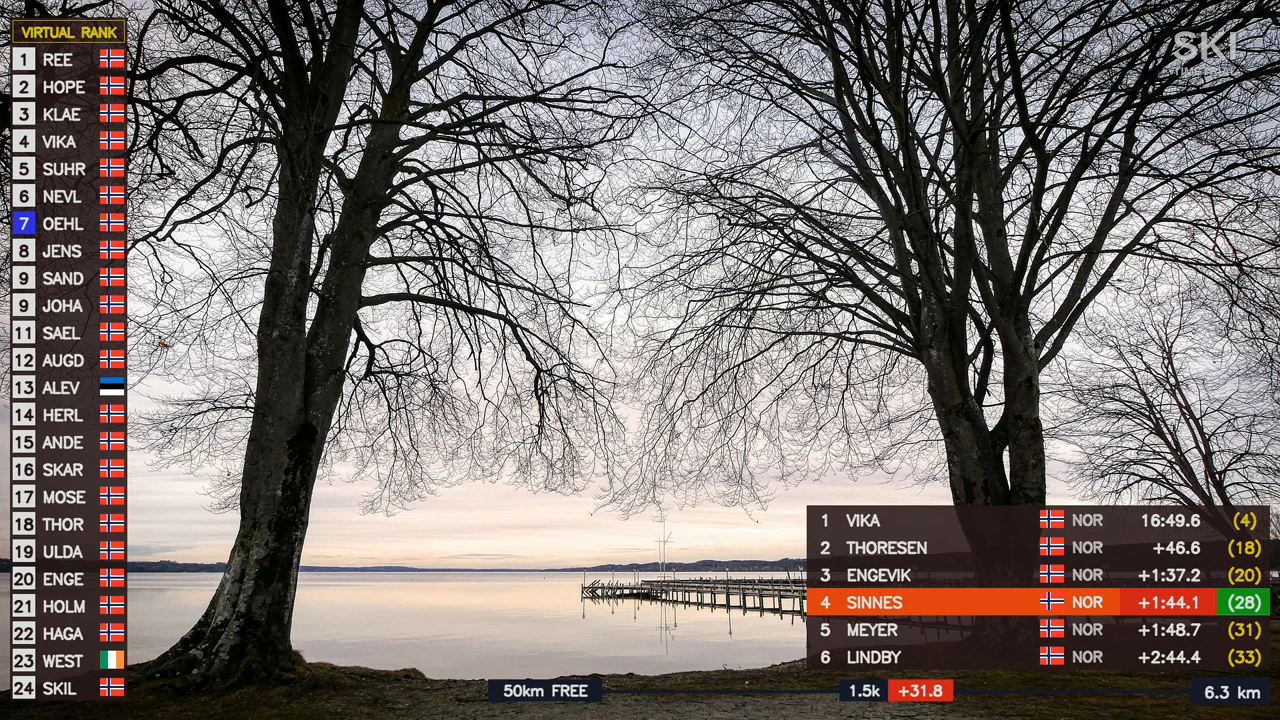 VIRTUAL RANK
1 REE
2 HOPE
3 KLAE
4 VIKA
5 SUHR
6 NEVL
7 OEHL
8 JENS
9 SAND
9 JOHA
11 SAEL
12 AUGD
13 ALEV
14 HERL
15 ANDE
16 SKAR
17 MOSE
18 THOR
19 ULDA
20 ENGE
21 HOLM
22 HAGA
23 WEST
24 SKIL
SKI
1 VIKA NOR 16:49.6 (4)
2 THORESEN NOR +46.6 (18)
3 ENGEVIK NOR +1:37.2 (20)
4 SINNES NOR +1:44.1 (28)
5 MEYER NOR +1:48.7 (31)
6 LINDBY NOR +2:44.4 (33)
50km FREE 1.5k +31.8 6.3 km